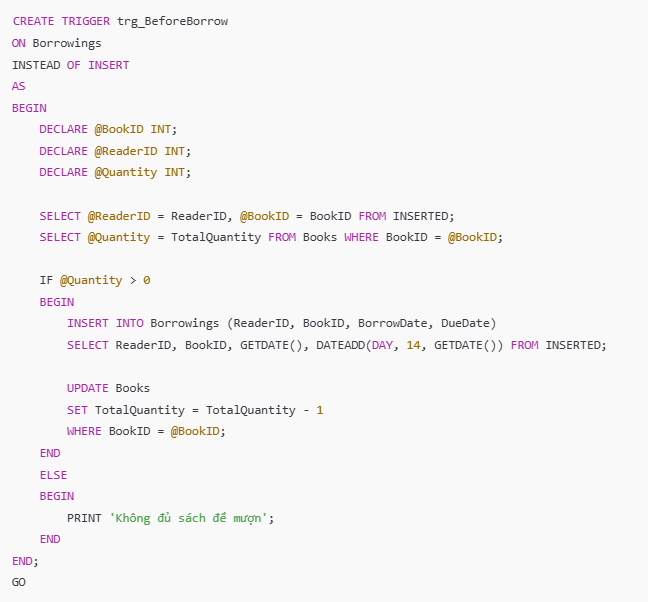 CREATE TRIGGER trg_BeforeBorrow
ON Borrowings
INSTEAD OF INSERT
AS
BEGIN
    DECLARE @BookID INT;
    DECLARE @ReaderID INT;
    DECLARE @Quantity INT;

    SELECT @ReaderID = ReaderID, @BookID = BookID FROM INSERTED;
    SELECT @Quantity = TotalQuantity FROM Books WHERE BookID = @BookID;

    IF @Quantity > 0
    BEGIN
        INSERT INTO Borrowings (ReaderID, BookID, BorrowDate, DueDate)
        SELECT ReaderID, BookID, GETDATE(), DATEADD(DAY, 14, GETDATE()) FROM INSERTED;

        UPDATE Books
        SET TotalQuantity = TotalQuantity - 1
        WHERE BookID = @BookID;
    END
    ELSE
    BEGIN
        PRINT 'Không đủ sách để mượn';
    END
END;
GO